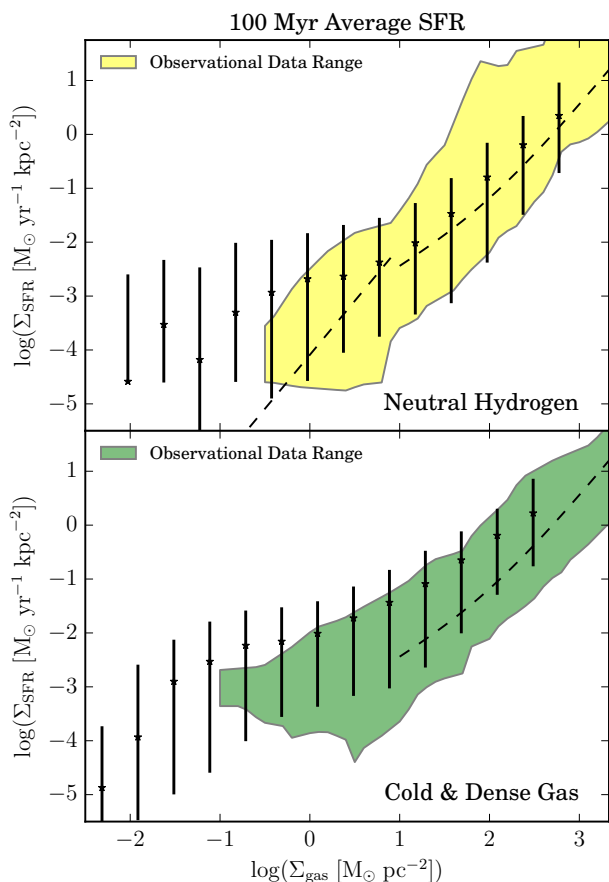 100 Myr Average SFR
Observational Data Range
1
0
−1
−2
−3
−4
−5
log(Σ_SFR [M_⊙ yr⁻¹ kpc⁻²])
Neutral Hydrogen
Observational Data Range
1
0
−1
−2
−3
−4
−5
log(Σ_SFR [M_⊙ yr⁻¹ kpc⁻²])
Cold & Dense Gas
−2 −1 0 1 2 3
log(Σ_gas [M_⊙ pc⁻²])